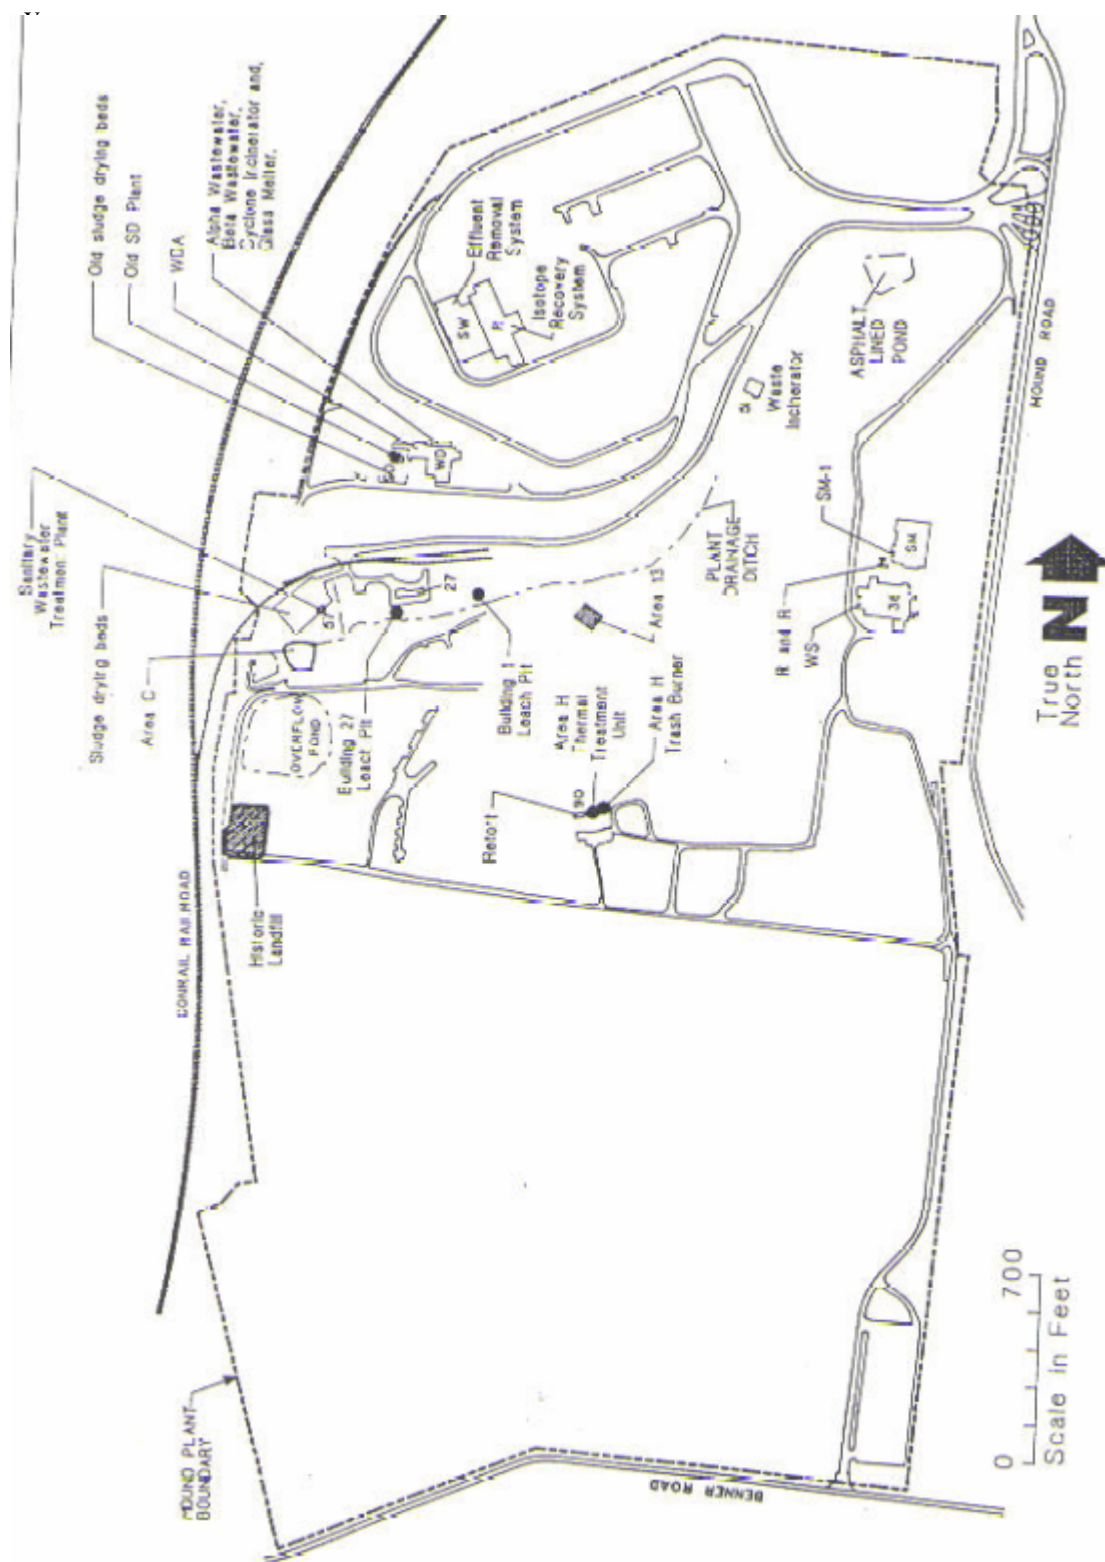 Old sludge drying beds
Old SD Plant
WDA
Alpha Wastewater,
Beta Wastewater,
Cyclone Incinerator and,
Glass Melter.
Sanitary
Wastewater
Treatment Plant
Sludge drying beds
Area C
Effluent
Removal
System
SW
R
Isotope
Recovery
System
WD
57
27
OVERFLOW
POND
Building 27
Leach Pit
Building 1
Leach Pit
Area 13
PLANT
DRAINAGE
DITCH
Waste
Incinerator
ASPHALT
LINED
POND
MOUND ROAD
SM-1
SM
R and R
WS
38
Area H
Thermal
Treatment
Unit
Area H
Trash Burner
Retort
90
Historic
Landfill
CONRAIL RAILROAD
MOUND PLANT
BOUNDARY
BENNER ROAD
True
North
N
0 700
Scale in Feet